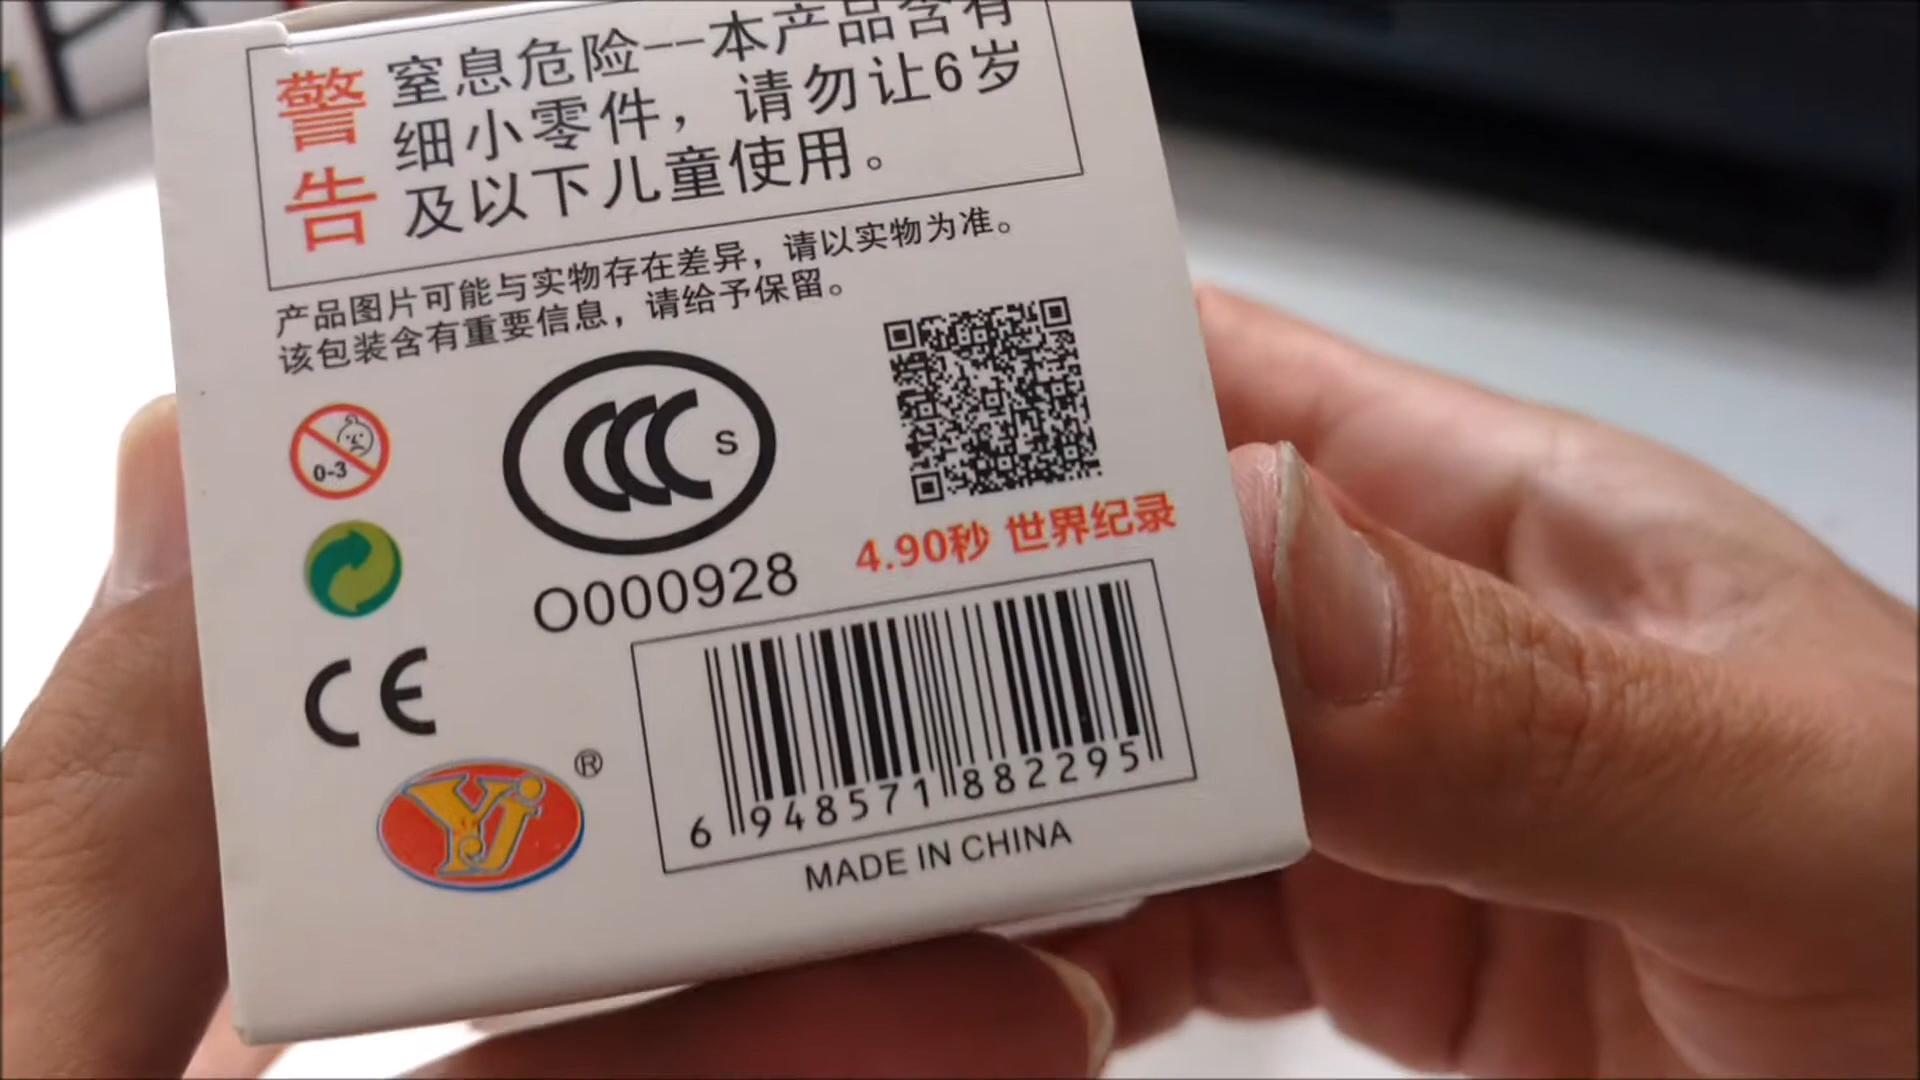 警告
窒息危险--本产品含有
细小零件，请勿让6岁
及以下儿童使用。
产品图片可能与实物存在差异，请以实物为准。
该包装含有重要信息，请给予保留。
0-3
CCC S
O000928
4.90秒 世界纪录
CE
YJ ®
6 948571 882295
MADE IN CHINA